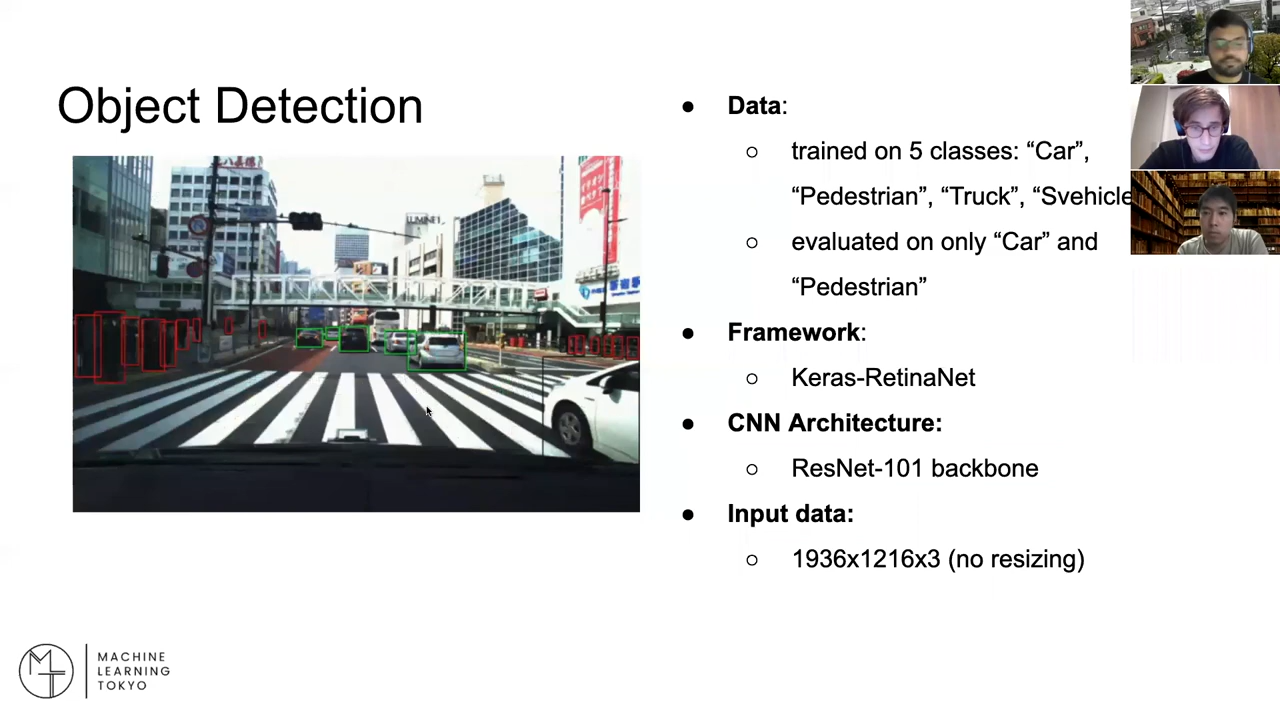 Object Detection
LUMINE
● Data:
○ trained on 5 classes: “Car”,
“Pedestrian”, “Truck”, “Svehicle
○ evaluated on only “Car” and
“Pedestrian”
● Framework:
○ Keras-RetinaNet
● CNN Architecture:
○ ResNet-101 backbone
● Input data:
○ 1936x1216x3 (no resizing)
MACHINE
LEARNING
TOKYO